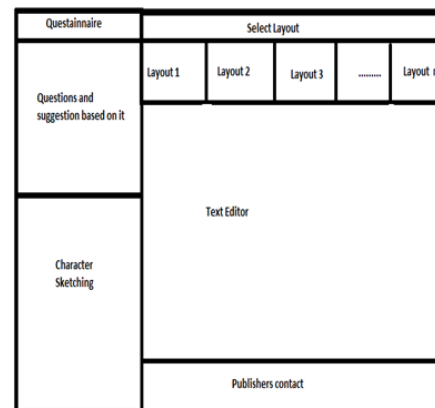 Questainnaire
Select Layout
Layout 1
Layout 2
Layout 3
.........
Layout n
Questions and
suggestion based on it
Text Editor
Character
Sketching
Publishers contact